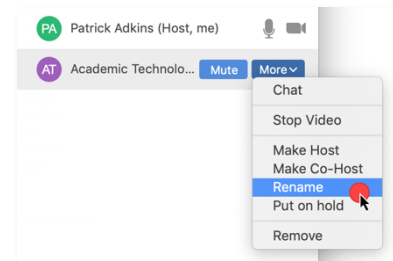 PA Patrick Adkins (Host, me)
AT Academic Technolo... Mute More
Chat
Stop Video
Make Host
Make Co-Host
Rename
Put on hold
Remove